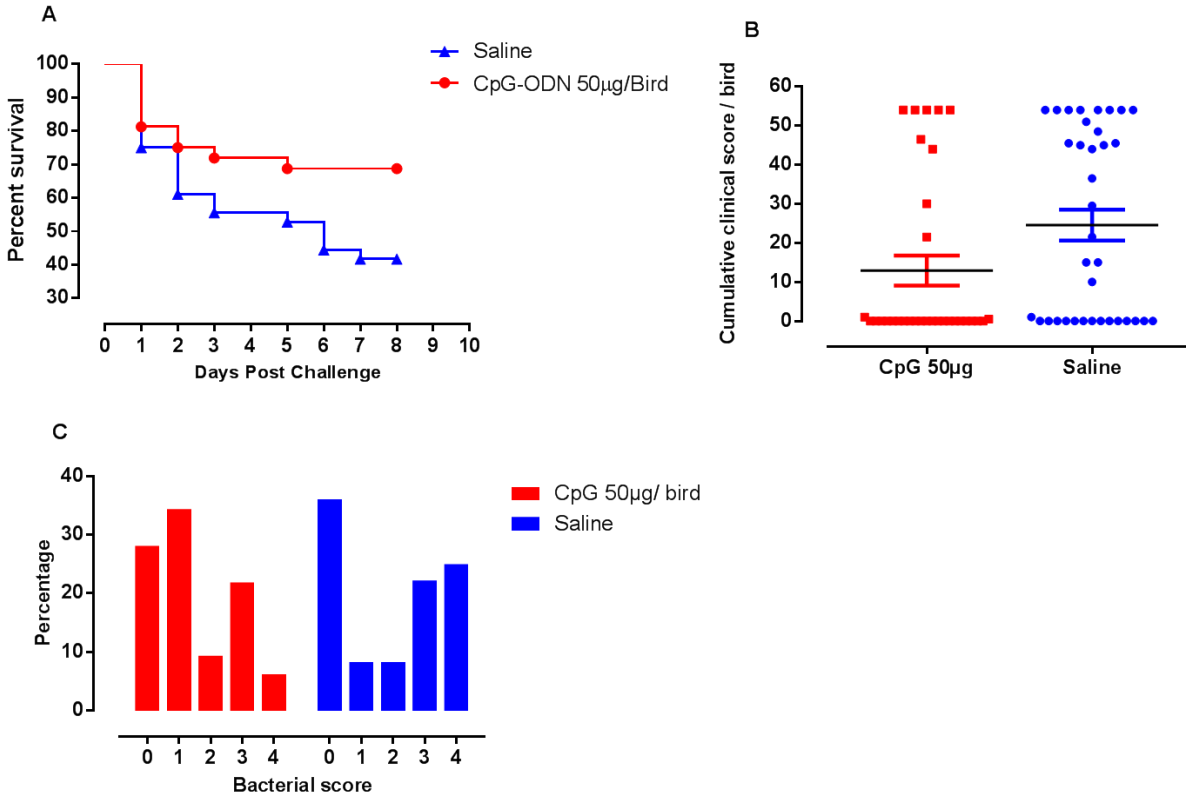 A
Saline
CpG-ODN 50µg/Bird
100
90
80
70
60
50
40
30
Percent survival
0 1 2 3 4 5 6 7 8 9 10
Days Post Challenge
B
60
50
40
30
20
10
0
Cumulative clinical score / bird
CpG 50µg Saline
C
CpG 50µg/ bird
Saline
40
30
20
10
0
Percentage
0 1 2 3 4 0 1 2 3 4
Bacterial score